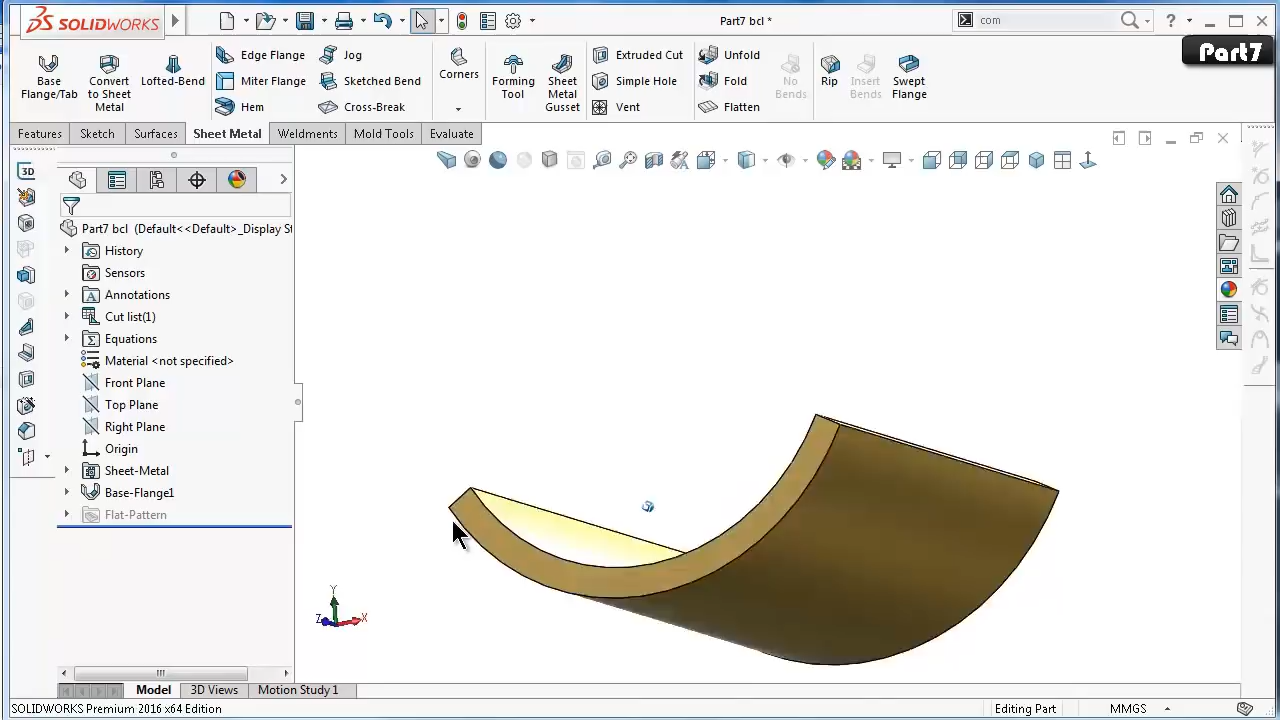 SOLIDWORKS
Part7 bcl *
com
?
Part7
Base Flange/Tab
Convert to Sheet Metal
Lofted-Bend
Edge Flange
Miter Flange
Hem
Jog
Sketched Bend
Cross-Break
Corners
Forming Tool
Sheet Metal Gusset
Extruded Cut
Simple Hole
Vent
Unfold
Fold
Flatten
No Bends
Rip
Insert Bends
Swept Flange
Features
Sketch
Surfaces
Sheet Metal
Weldments
Mold Tools
Evaluate
3D
Part7 bcl (Default<<Default>_Display St
History
Sensors
A Annotations
Cut list(1)
Equations
Material <not specified>
Front Plane
Top Plane
Right Plane
Origin
Sheet-Metal
Base-Flange1
Flat-Pattern
Y
Z X
Model
3D Views
Motion Study 1
SOLIDWORKS Premium 2016 x64 Edition
Editing Part
MMGS